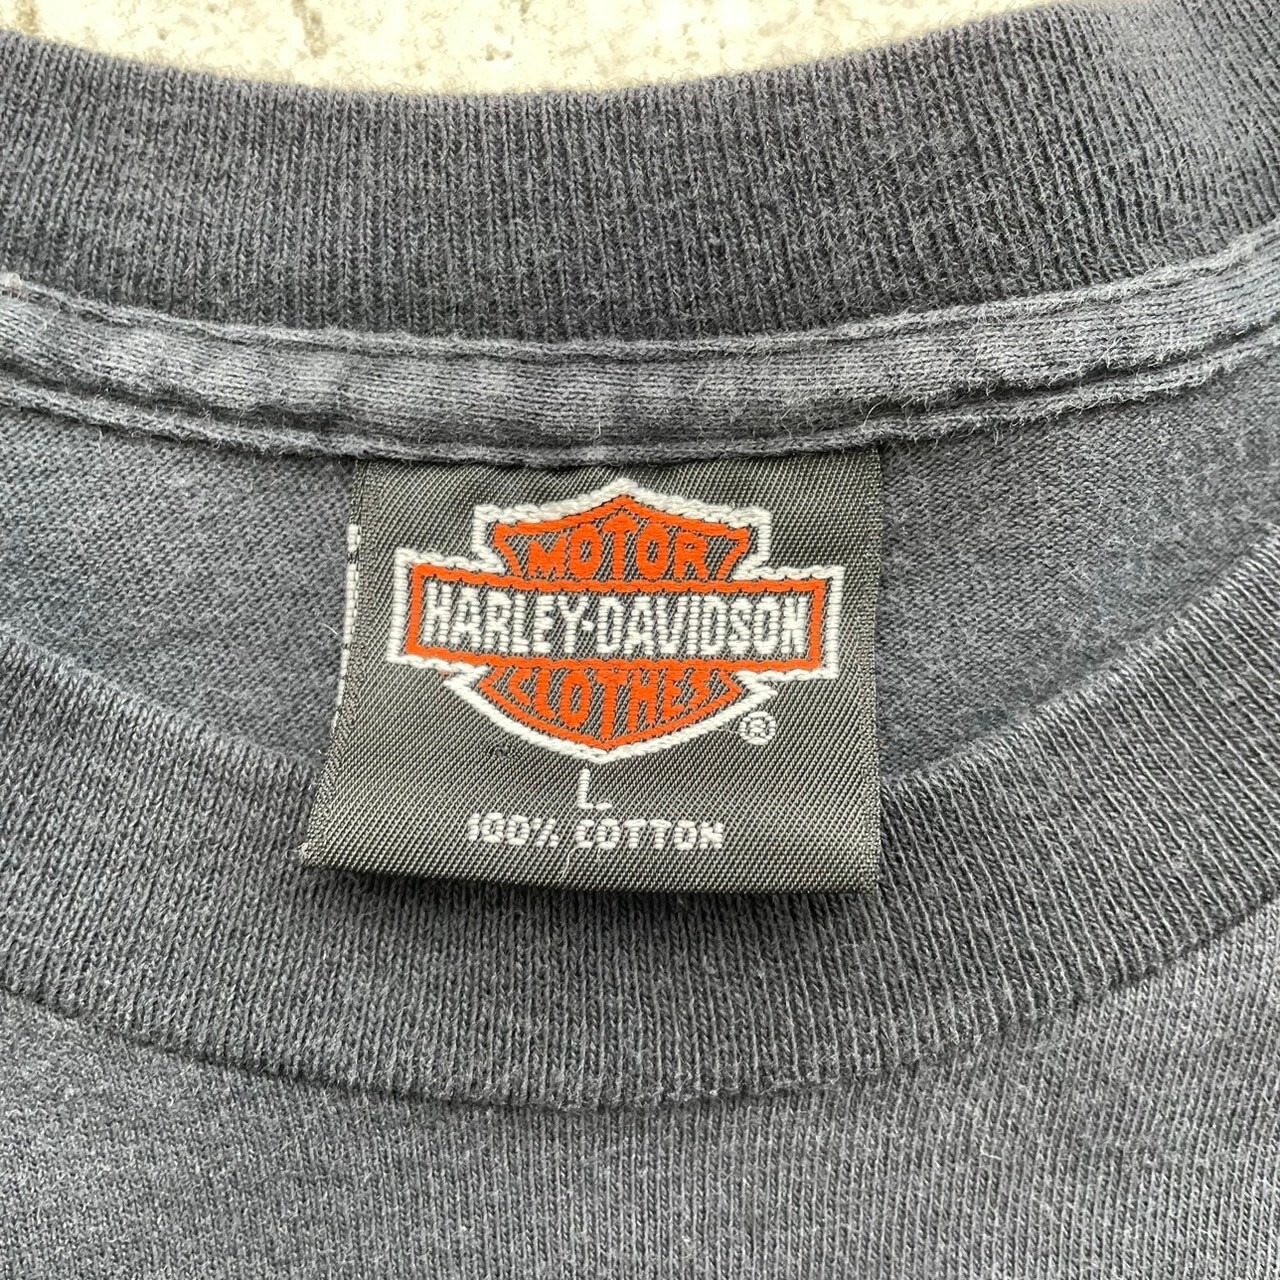 MOTOR
HARLEY-DAVIDSON
CLOTHES
®
L
100% COTTON